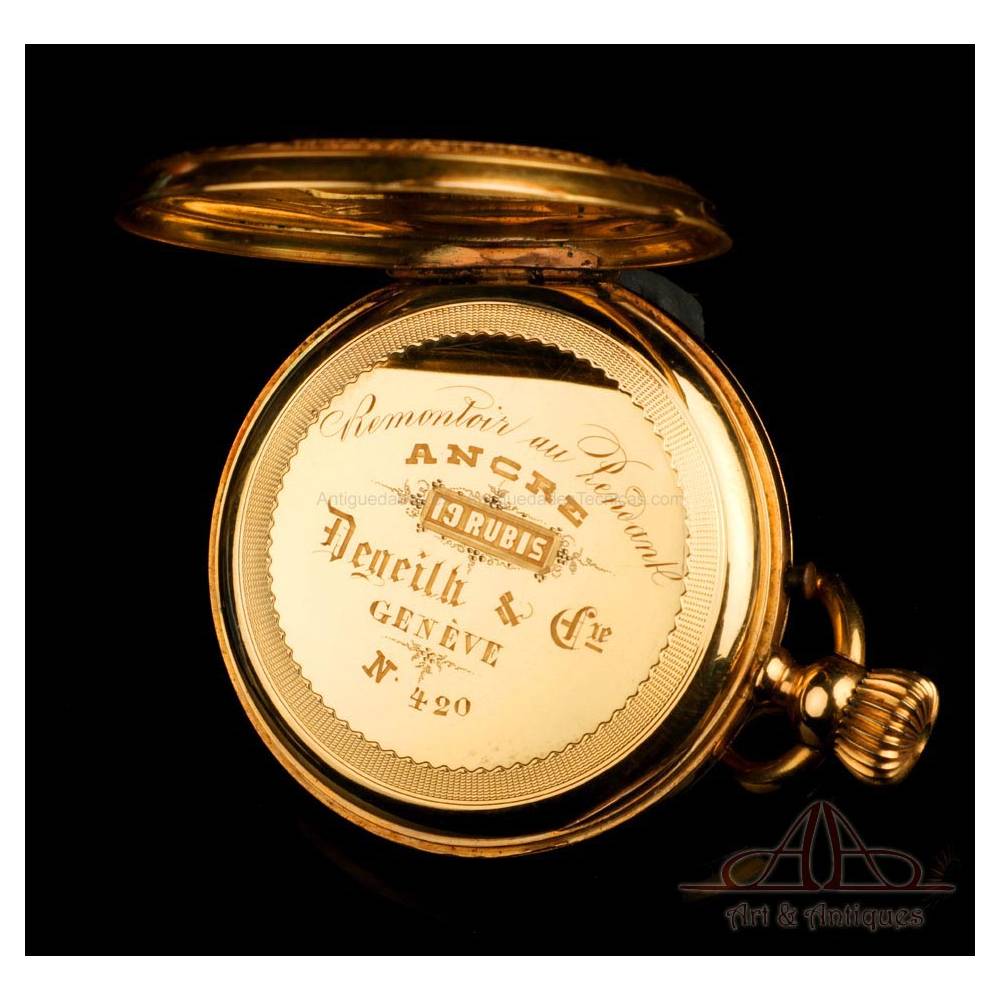 Remontoir au Pendant
ANCRE
19 RUBIS
Degeilh & Cie
GENÈVE
N. 420
Art & Antiques